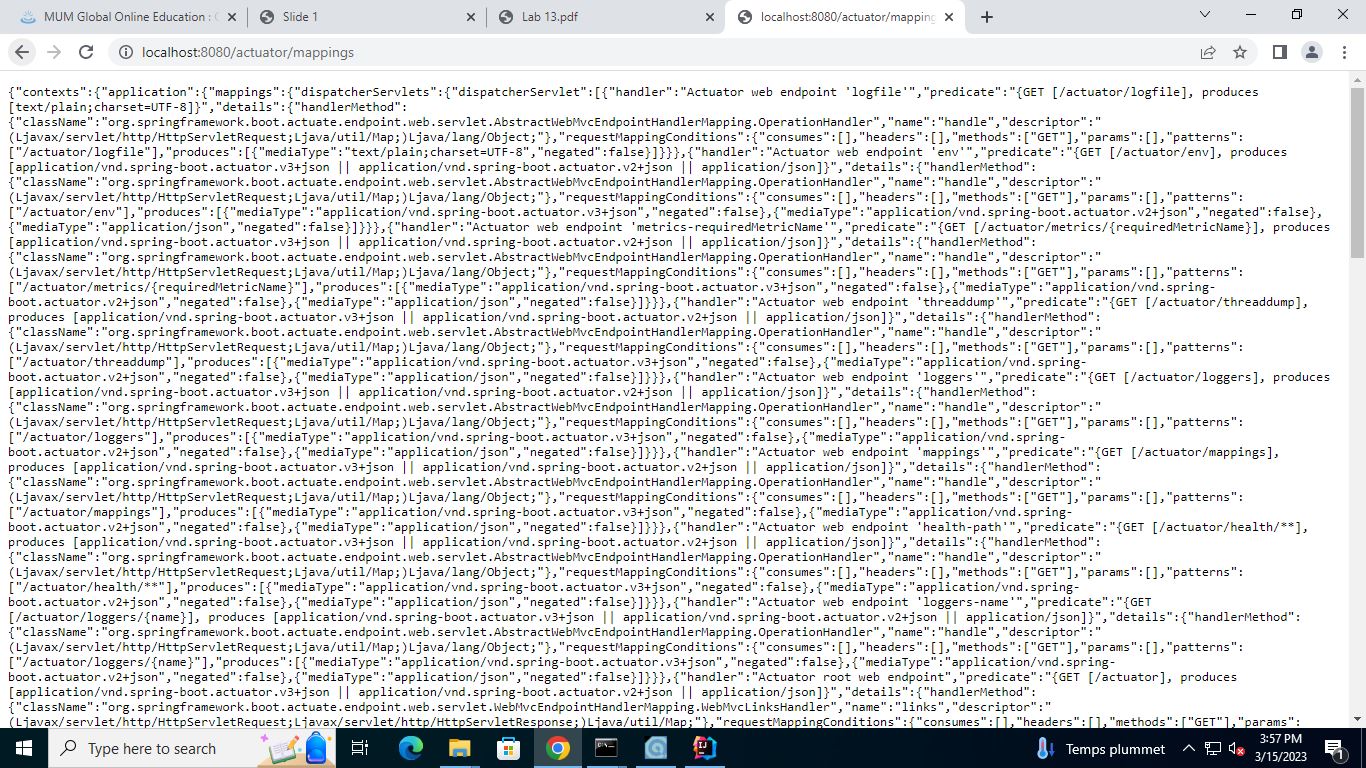 MUM Global Online Education : C
Slide 1
Lab 13.pdf
localhost:8080/actuator/mapping
localhost:8080/actuator/mappings
{"contexts":{"application":{"mappings":{"dispatcherServlets":{"dispatcherServlet":[{"handler":"Actuator web endpoint 'logfile'","predicate":"{GET [/actuator/logfile], produces
[text/plain;charset=UTF-8]}","details":{"handlerMethod":
{"className":"org.springframework.boot.actuate.endpoint.web.servlet.AbstractWebMvcEndpointHandlerMapping.OperationHandler","name":"handle","descriptor":"
(Ljavax/servlet/http/HttpServletRequest;Ljava/util/Map;)Ljava/lang/Object;"},"requestMappingConditions":{"consumes":[],"headers":[],"methods":["GET"],"params":[],"patterns":
["/actuator/logfile"],"produces":[{"mediaType":"text/plain;charset=UTF-8","negated":false}]}}},{"handler":"Actuator web endpoint 'env'","predicate":"{GET [/actuator/env], produces
[application/vnd.spring-boot.actuator.v3+json || application/vnd.spring-boot.actuator.v2+json || application/json]}","details":{"handlerMethod":
{"className":"org.springframework.boot.actuate.endpoint.web.servlet.AbstractWebMvcEndpointHandlerMapping.OperationHandler","name":"handle","descriptor":"
(Ljavax/servlet/http/HttpServletRequest;Ljava/util/Map;)Ljava/lang/Object;"},"requestMappingConditions":{"consumes":[],"headers":[],"methods":["GET"],"params":[],"patterns":
["/actuator/env"],"produces":[{"mediaType":"application/vnd.spring-boot.actuator.v3+json","negated":false},{"mediaType":"application/vnd.spring-boot.actuator.v2+json","negated":false},
{"mediaType":"application/json","negated":false}]}}},{"handler":"Actuator web endpoint 'metrics-requiredMetricName'","predicate":"{GET [/actuator/metrics/{requiredMetricName}], produces
[application/vnd.spring-boot.actuator.v3+json || application/vnd.spring-boot.actuator.v2+json || application/json]}","details":{"handlerMethod":
{"className":"org.springframework.boot.actuate.endpoint.web.servlet.AbstractWebMvcEndpointHandlerMapping.OperationHandler","name":"handle","descriptor":"
(Ljavax/servlet/http/HttpServletRequest;Ljava/util/Map;)Ljava/lang/Object;"},"requestMappingConditions":{"consumes":[],"headers":[],"methods":["GET"],"params":[],"patterns":
["/actuator/metrics/{requiredMetricName}"],"produces":[{"mediaType":"application/vnd.spring-boot.actuator.v3+json","negated":false},{"mediaType":"application/vnd.spring-
boot.actuator.v2+json","negated":false},{"mediaType":"application/json","negated":false}]}}},{"handler":"Actuator web endpoint 'threaddump'","predicate":"{GET [/actuator/threaddump],
produces [application/vnd.spring-boot.actuator.v3+json || application/vnd.spring-boot.actuator.v2+json || application/json]}","details":{"handlerMethod":
{"className":"org.springframework.boot.actuate.endpoint.web.servlet.AbstractWebMvcEndpointHandlerMapping.OperationHandler","name":"handle","descriptor":"
(Ljavax/servlet/http/HttpServletRequest;Ljava/util/Map;)Ljava/lang/Object;"},"requestMappingConditions":{"consumes":[],"headers":[],"methods":["GET"],"params":[],"patterns":
["/actuator/threaddump"],"produces":[{"mediaType":"application/vnd.spring-boot.actuator.v3+json","negated":false},{"mediaType":"application/vnd.spring-
boot.actuator.v2+json","negated":false},{"mediaType":"application/json","negated":false}]}}},{"handler":"Actuator web endpoint 'loggers'","predicate":"{GET [/actuator/loggers], produces
[application/vnd.spring-boot.actuator.v3+json || application/vnd.spring-boot.actuator.v2+json || application/json]}","details":{"handlerMethod":
{"className":"org.springframework.boot.actuate.endpoint.web.servlet.AbstractWebMvcEndpointHandlerMapping.OperationHandler","name":"handle","descriptor":"
(Ljavax/servlet/http/HttpServletRequest;Ljava/util/Map;)Ljava/lang/Object;"},"requestMappingConditions":{"consumes":[],"headers":[],"methods":["GET"],"params":[],"patterns":
["/actuator/loggers"],"produces":[{"mediaType":"application/vnd.spring-boot.actuator.v3+json","negated":false},{"mediaType":"application/vnd.spring-
boot.actuator.v2+json","negated":false},{"mediaType":"application/json","negated":false}]}}},{"handler":"Actuator web endpoint 'mappings'","predicate":"{GET [/actuator/mappings],
produces [application/vnd.spring-boot.actuator.v3+json || application/vnd.spring-boot.actuator.v2+json || application/json]}","details":{"handlerMethod":
{"className":"org.springframework.boot.actuate.endpoint.web.servlet.AbstractWebMvcEndpointHandlerMapping.OperationHandler","name":"handle","descriptor":"
(Ljavax/servlet/http/HttpServletRequest;Ljava/util/Map;)Ljava/lang/Object;"},"requestMappingConditions":{"consumes":[],"headers":[],"methods":["GET"],"params":[],"patterns":
["/actuator/mappings"],"produces":[{"mediaType":"application/vnd.spring-boot.actuator.v3+json","negated":false},{"mediaType":"application/vnd.spring-
boot.actuator.v2+json","negated":false},{"mediaType":"application/json","negated":false}]}}},{"handler":"Actuator web endpoint 'health-path'","predicate":"{GET [/actuator/health/**],
produces [application/vnd.spring-boot.actuator.v3+json || application/vnd.spring-boot.actuator.v2+json || application/json]}","details":{"handlerMethod":
{"className":"org.springframework.boot.actuate.endpoint.web.servlet.AbstractWebMvcEndpointHandlerMapping.OperationHandler","name":"handle","descriptor":"
(Ljavax/servlet/http/HttpServletRequest;Ljava/util/Map;)Ljava/lang/Object;"},"requestMappingConditions":{"consumes":[],"headers":[],"methods":["GET"],"params":[],"patterns":
["/actuator/health/**"],"produces":[{"mediaType":"application/vnd.spring-boot.actuator.v3+json","negated":false},{"mediaType":"application/vnd.spring-
boot.actuator.v2+json","negated":false},{"mediaType":"application/json","negated":false}]}}},{"handler":"Actuator web endpoint 'loggers-name'","predicate":"{GET
[/actuator/loggers/{name}], produces [application/vnd.spring-boot.actuator.v3+json || application/vnd.spring-boot.actuator.v2+json || application/json]}","details":{"handlerMethod":
{"className":"org.springframework.boot.actuate.endpoint.web.servlet.AbstractWebMvcEndpointHandlerMapping.OperationHandler","name":"handle","descriptor":"
(Ljavax/servlet/http/HttpServletRequest;Ljava/util/Map;)Ljava/lang/Object;"},"requestMappingConditions":{"consumes":[],"headers":[],"methods":["GET"],"params":[],"patterns":
["/actuator/loggers/{name}"],"produces":[{"mediaType":"application/vnd.spring-boot.actuator.v3+json","negated":false},{"mediaType":"application/vnd.spring-
boot.actuator.v2+json","negated":false},{"mediaType":"application/json","negated":false}]}}},{"handler":"Actuator root web endpoint","predicate":"{GET [/actuator], produces
[application/vnd.spring-boot.actuator.v3+json || application/vnd.spring-boot.actuator.v2+json || application/json]}","details":{"handlerMethod":
{"className":"org.springframework.boot.actuate.endpoint.web.servlet.WebMvcEndpointHandlerMapping.WebMvcLinksHandler","name":"links","descriptor":"
(Ljavax/servlet/http/HttpServletRequest;Ljavax/servlet/http/HttpServletResponse;)Ljava/util/Map;"},"requestMappingConditions":{"consumes":[],"headers":[],"methods":["GET"],"params":
Type here to search
Temps plummet
3:57 PM
3/15/2023
1